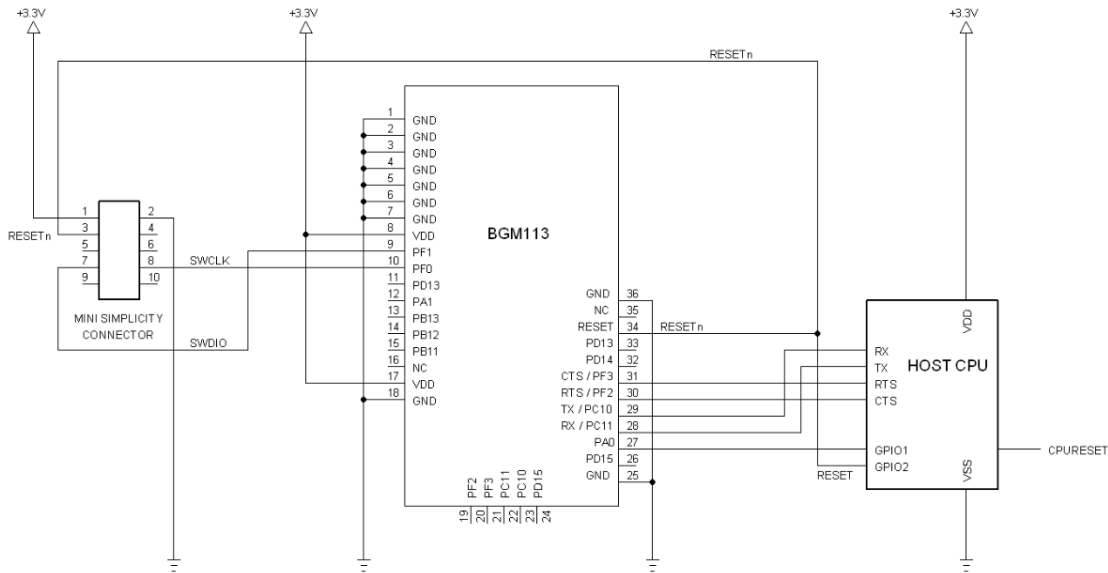 +3.3V
+3.3V
+3.3V
RESETn
1 GND
2 GND
3 GND
4 GND
5 GND
6 GND
7 GND
8 VDD
9 PF1
10 PF0
11 PD13
12 PA1
13 PB13
14 PB12
15 PB11
16 NC
17 VDD
18 GND
BGM113
1 2
3 4
5 6
7 8
9 10
RESETn
MINI SIMPLICITY
CONNECTOR
SWCLK
SWDIO
GND 36
NC 35
RESET 34 RESETn
PD13 33
PD14 32
CTS / PF3 31
RTS / PF2 30
TX / PC10 29
RX / PC11 28
PA0 27
PD15 26
GND 25
PF2 19
PF3 20
PC11 21
PC10 22
PD15 23
24
VDD
HOST CPU
RX
TX
RTS
CTS
GPIO1
GPIO2
RESET
VSS
CPURESET